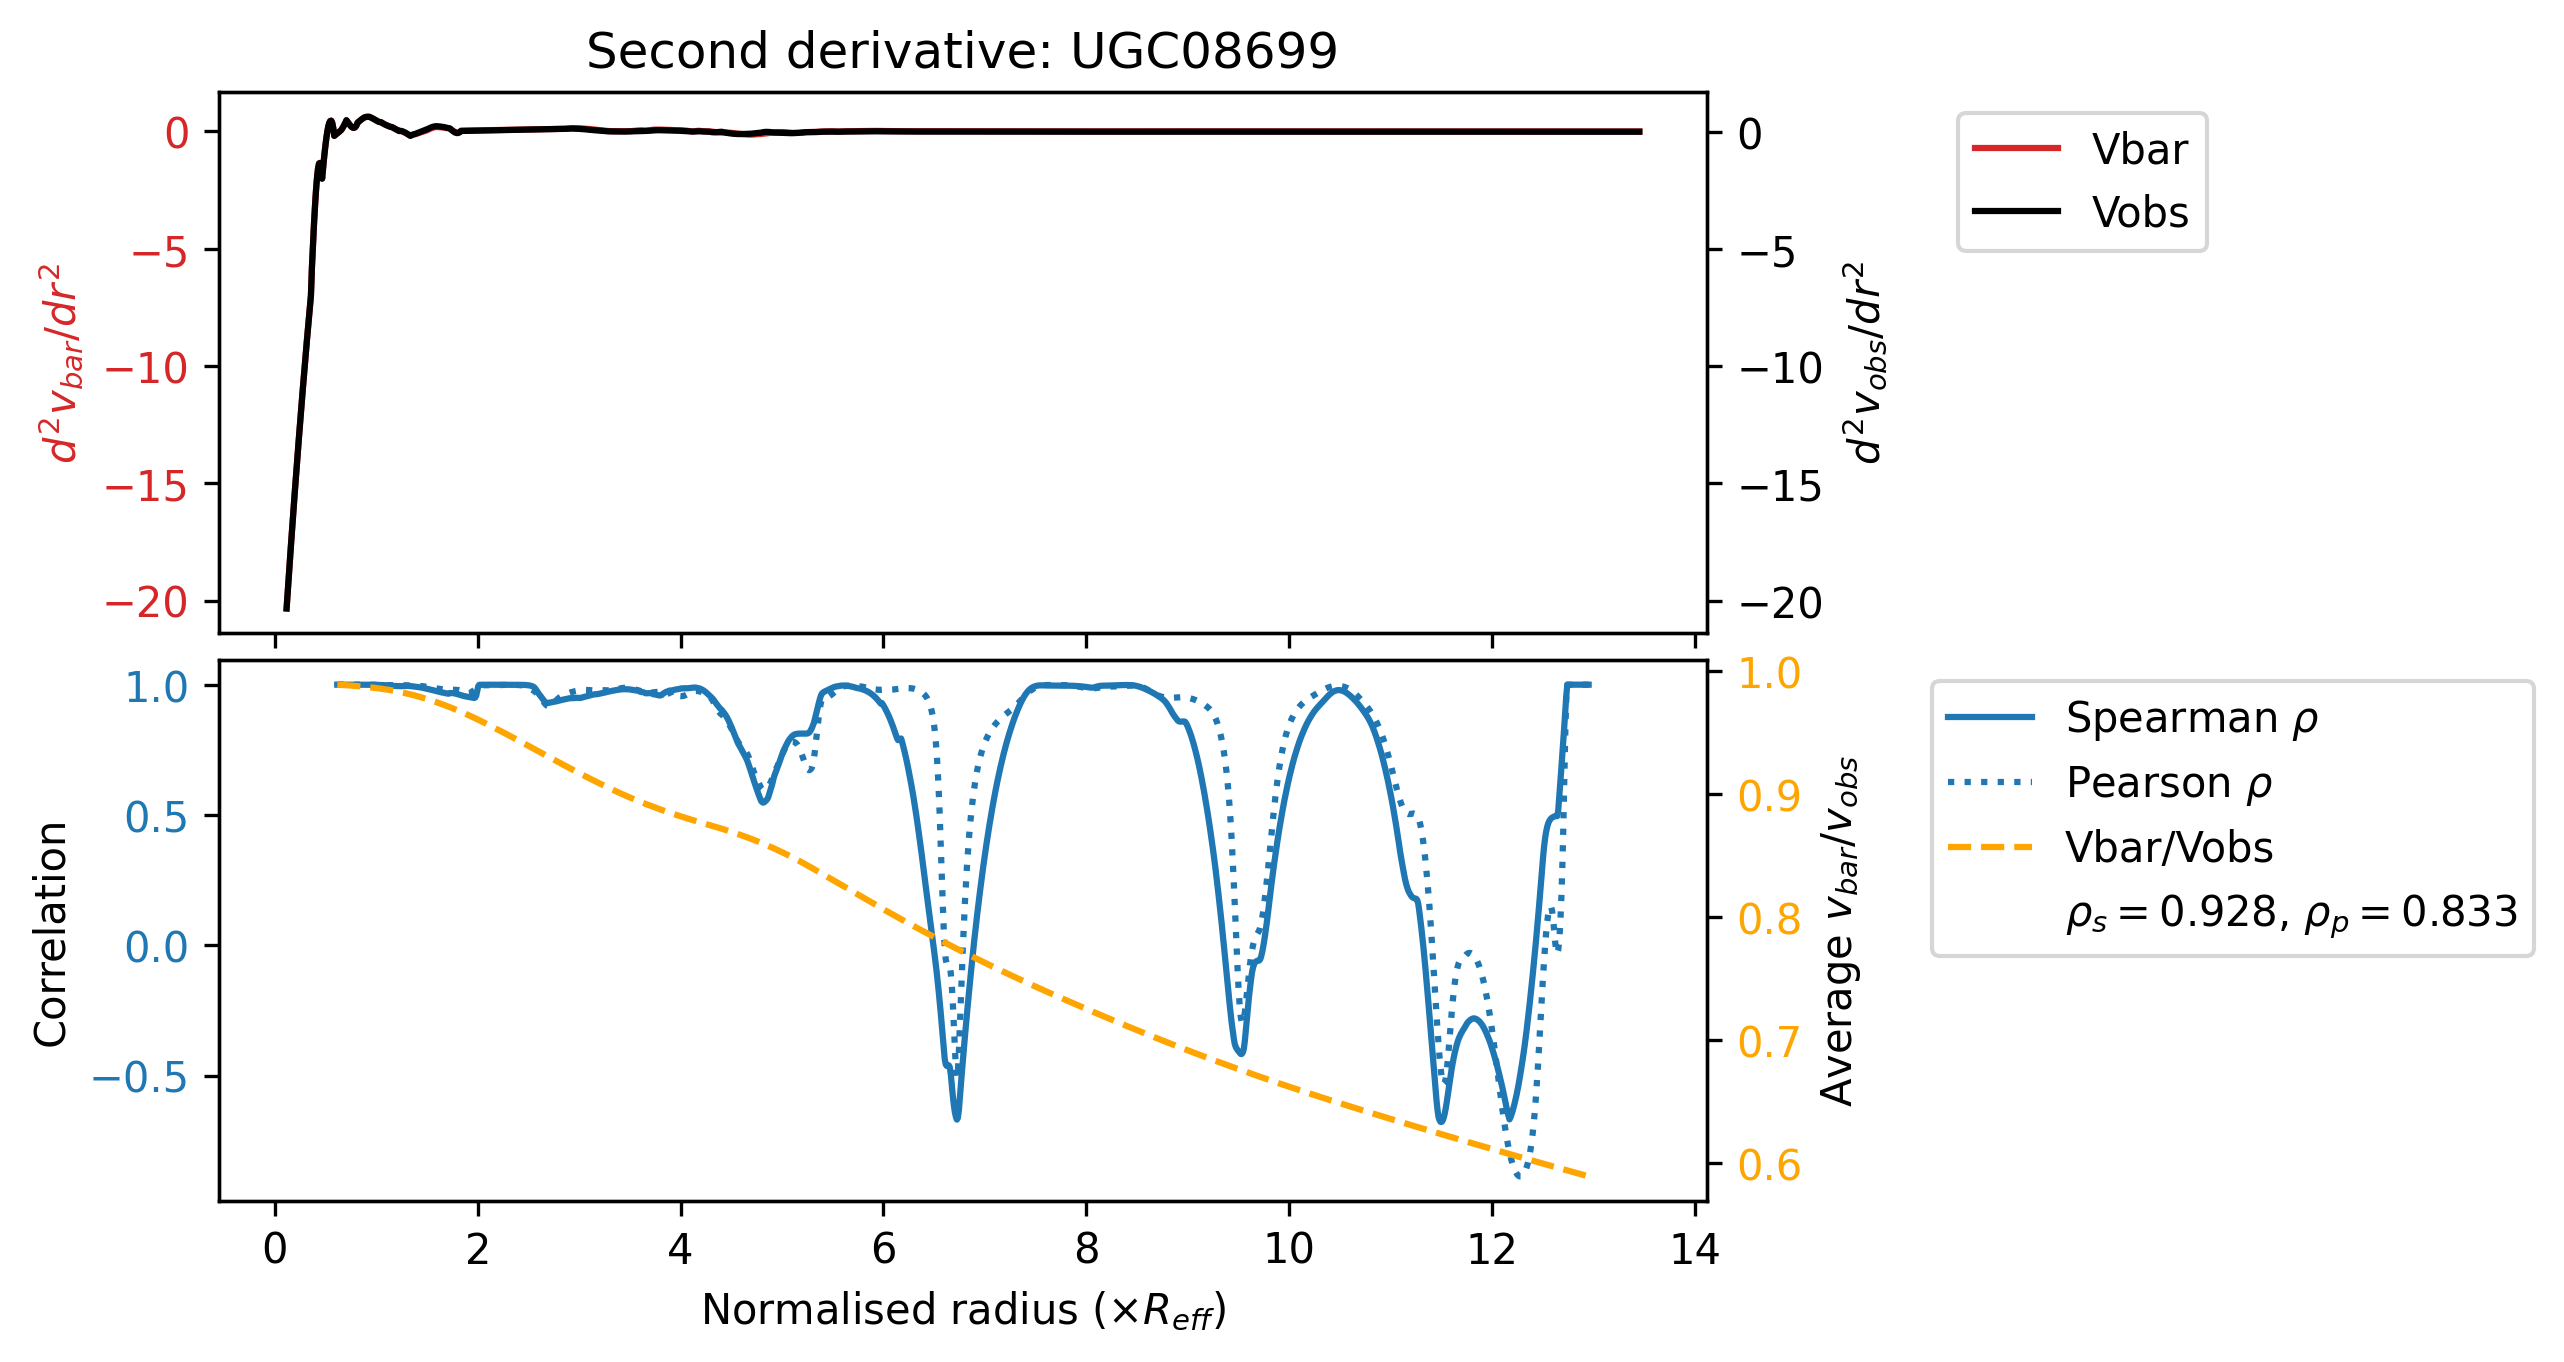 Second derivative: UGC08699
0
−5
−10
−15
−20
d²v_bar/dr²
0
−5
−10
−15
−20
d²v_obs/dr²
Vbar
Vobs
1.0
0.5
0.0
−0.5
Correlation
1.0
0.9
0.8
0.7
0.6
Average v_bar/v_obs
Spearman ρ
Pearson ρ
Vbar/Vobs
ρ_s = 0.928, ρ_p = 0.833
0 2 4 6 8 10 12 14
Normalised radius (×R_eff)